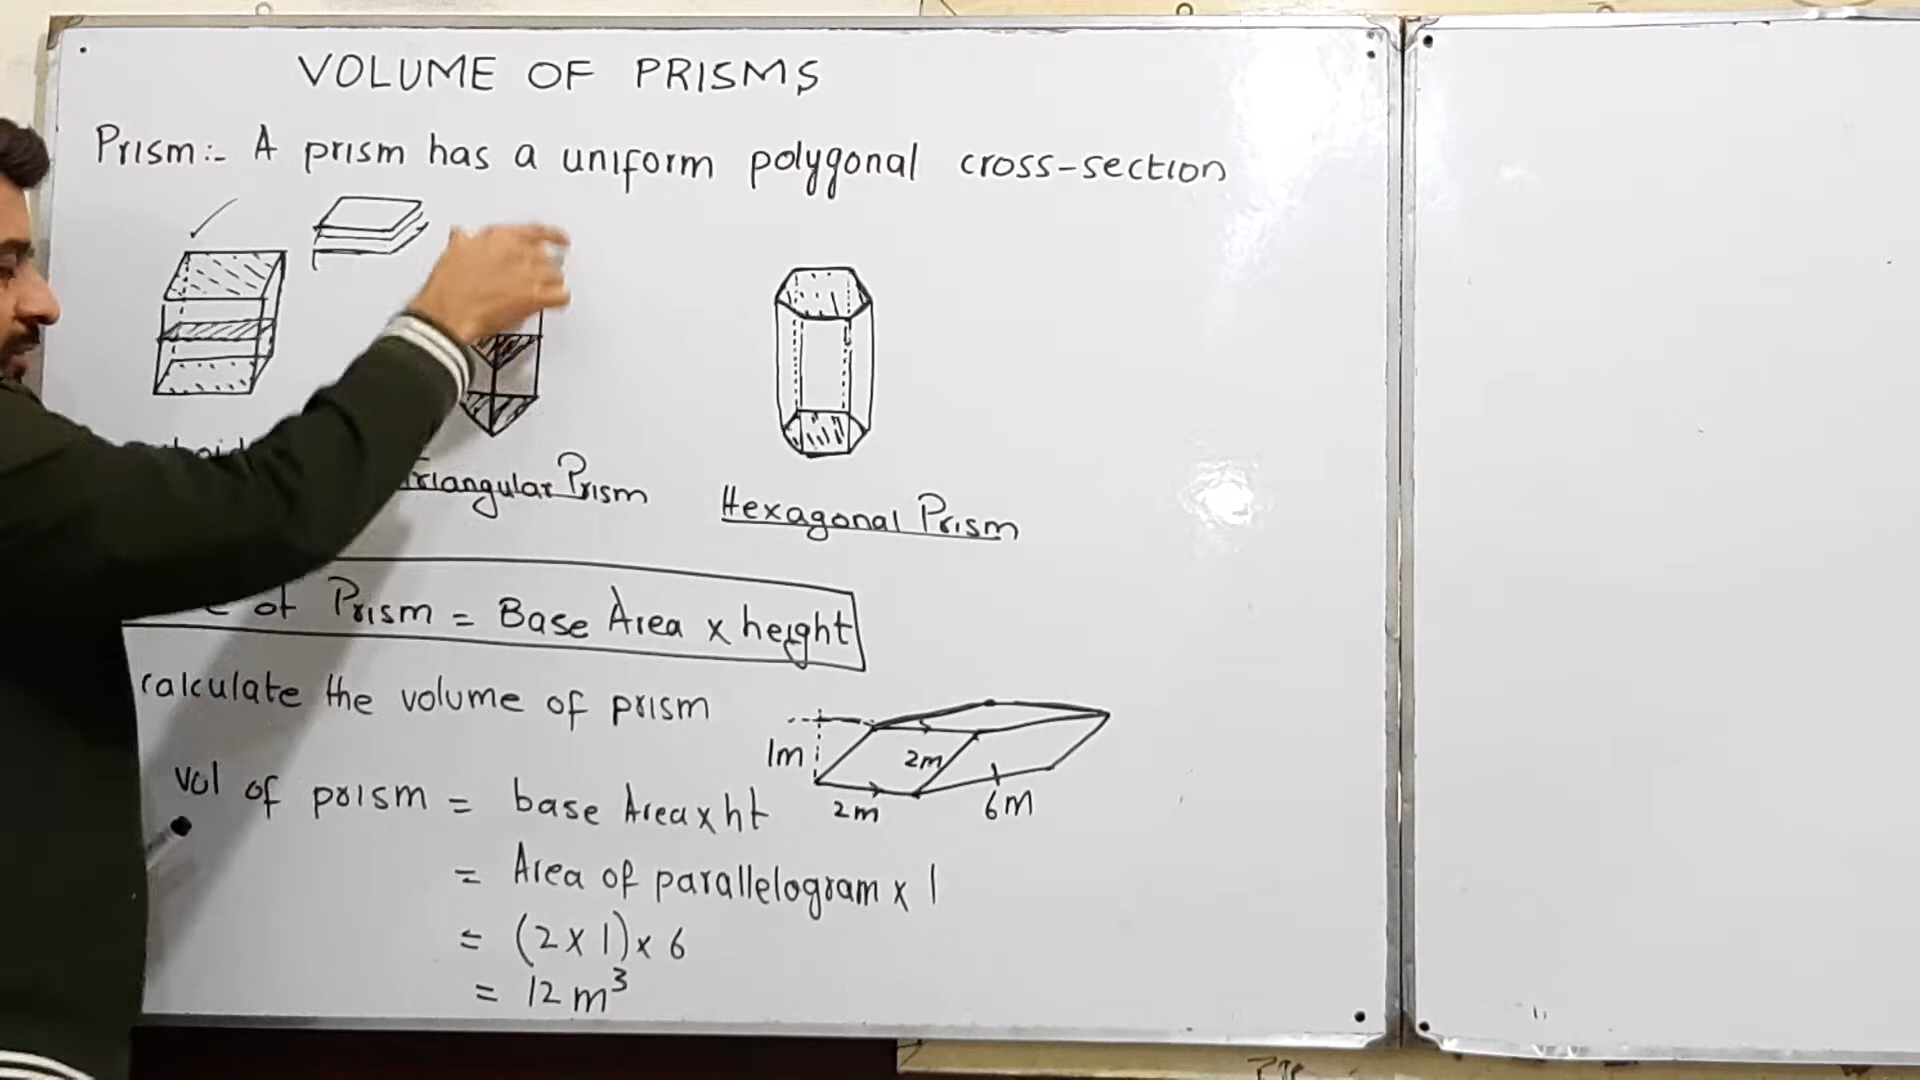 VOLUME OF PRISMS
Prism:- A prism has a uniform polygonal cross-section
Triangular Prism
Hexagonal Prism
of Prism = Base Area x height
calculate the volume of prism
1m
2m
2m
6m
vol of prism = base Area x ht
= Area of parallelogram x l
= (2 x 1) x 6
= 12 m³